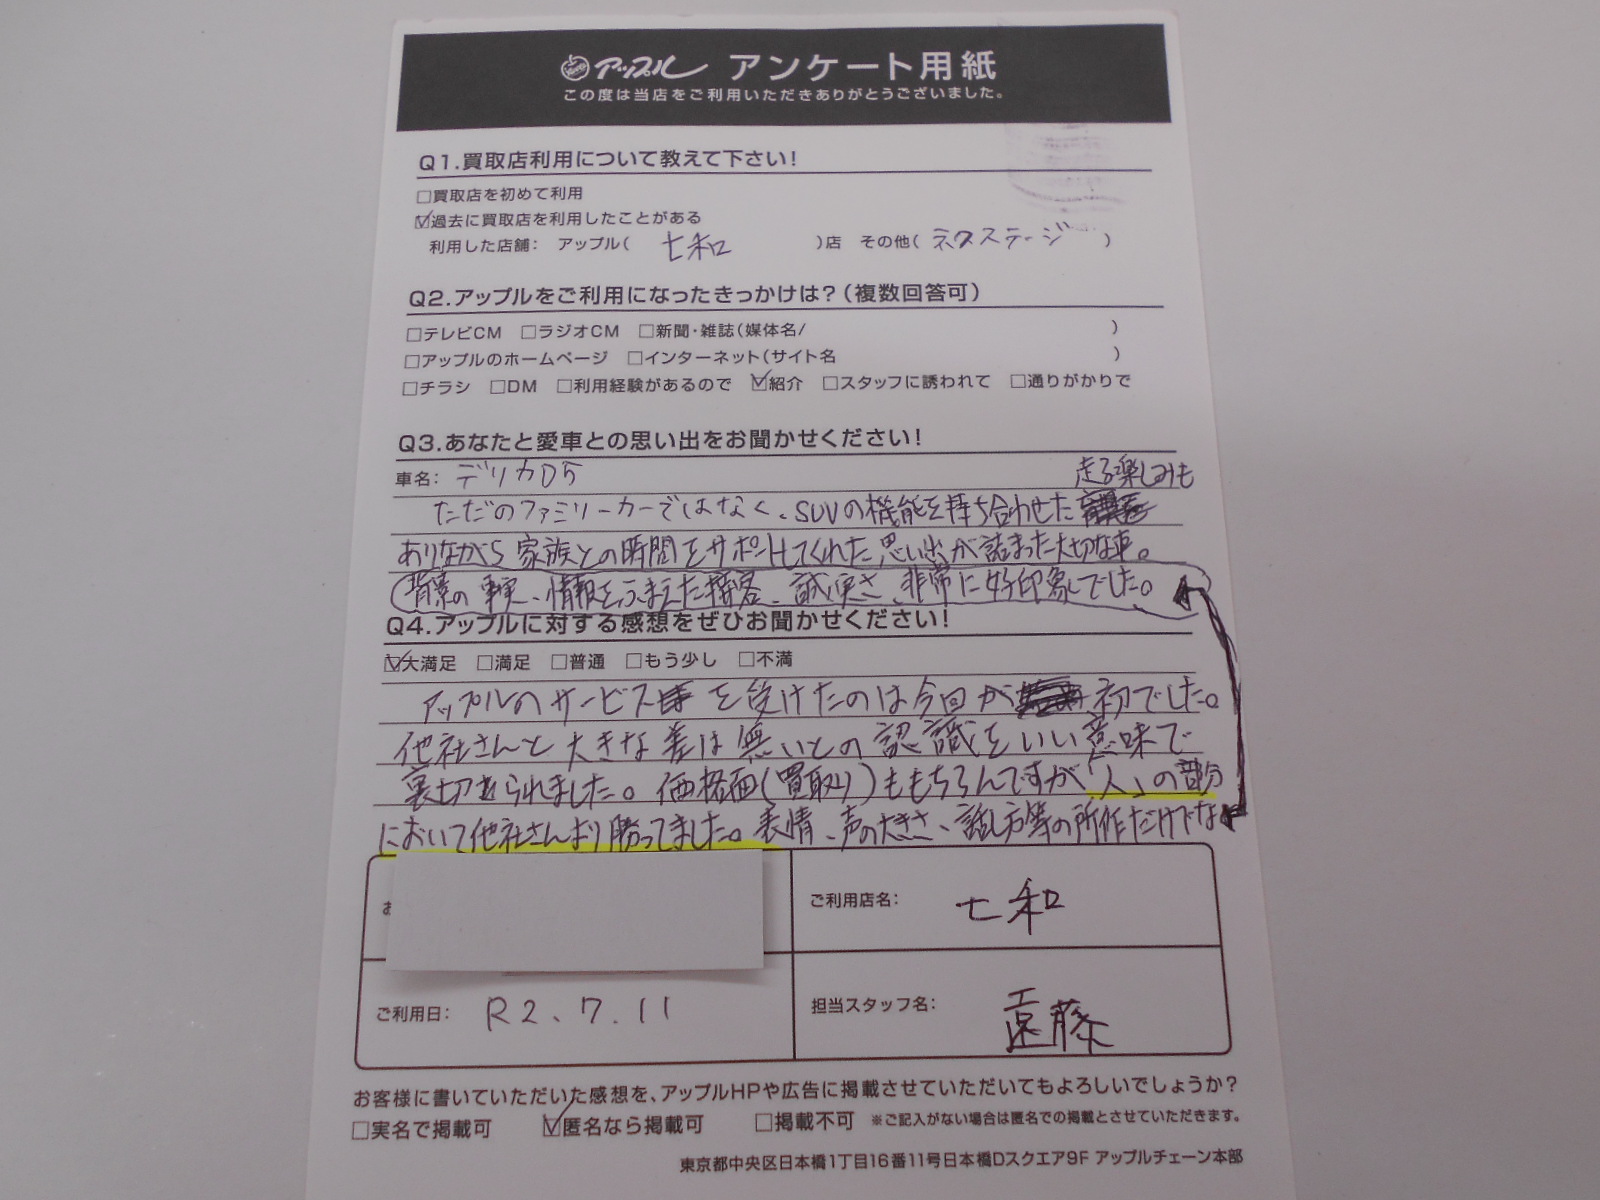 アップル アンケート用紙
この度は当店をご利用いただきありがとうございました。
Q1.買取店利用について教えて下さい!
□買取店を初めて利用
☑過去に買取店を利用したことがある
利用した店舗: アップル( 七和 )店 その他( ネクステージ )
Q2.アップルをご利用になったきっかけは?(複数回答可)
□テレビCM □ラジオCM □新聞・雑誌(媒体名/ )
□アップルのホームページ □インターネット(サイト名 )
□チラシ □DM □利用経験があるので ☑紹介 □スタッフに誘われて □通りがかりで
Q3.あなたと愛車との思い出をお聞かせください!
車名: デリカD5
走る楽しみも
ただのファミリーカーではなく、SUVの機能を持ち合わせた
ありながら家族との時間をサポートしてくれた思い出が詰まった大切な車。
背景の事実、情報をふまえた接客、誠実さ、非常に好印象でした。
Q4.アップルに対する感想をぜひお聞かせください!
☑大満足 □満足 □普通 □もう少し □不満
アップルのサービスを受けたのは今回が初でした。
他社さんと大きな差は無いとの認識をいい意味で
裏切られました。価格面(買取り)ももちろんですが「人」の部分
において他社さんより勝ってました。表情、声の大きさ、話し方等の所作だけでな
ご利用店名: 七和
ご利用日: R2.7.11
担当スタッフ名: 遠藤
お客様に書いていただいた感想を、アップルHPや広告に掲載させていただいてもよろしいでしょうか?
□実名で掲載可 ☑匿名なら掲載可 □掲載不可 ※ご記入がない場合は匿名での掲載とさせていただきます。
東京都中央区日本橋1丁目16番11号日本橋Dスクエア9F アップルチェーン本部